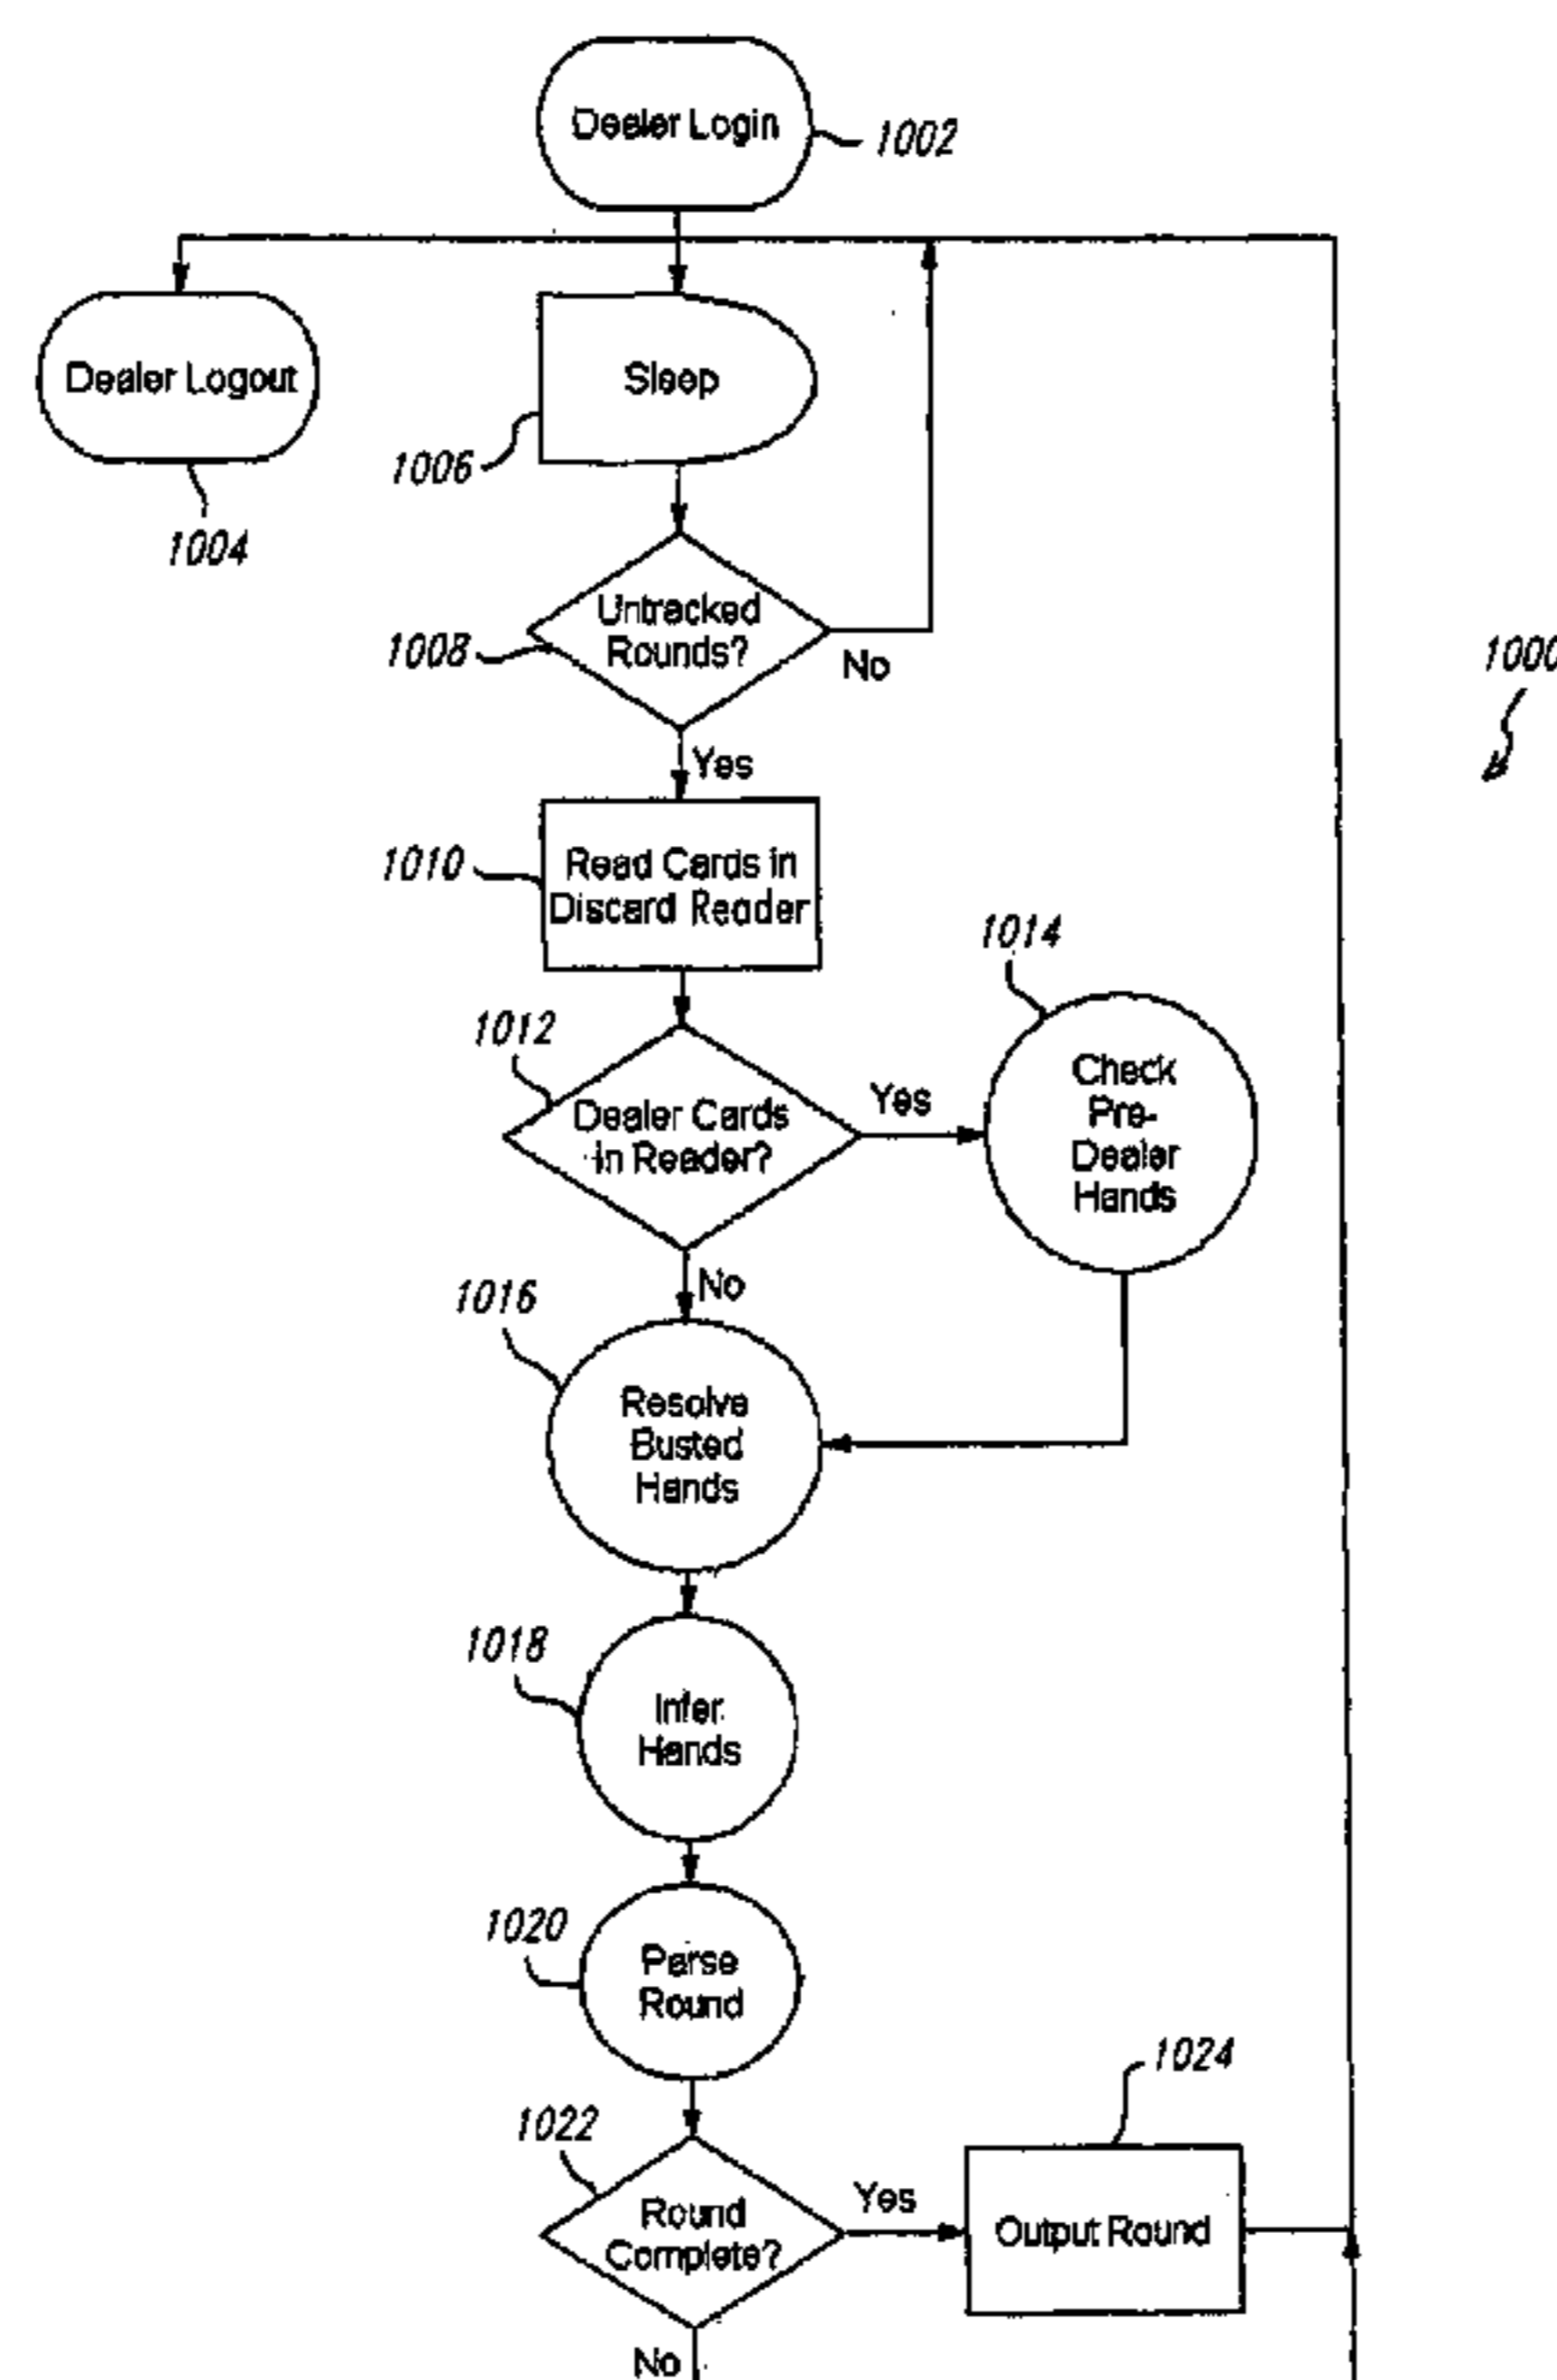 Dealer Login
1002
Dealer Logout
1004
Sleep
1006
Untracked
Rounds?
1008
No
1000
Yes
Read Cards in
Discard Reader
1010
1012
Dealer Cards
in Reader?
Yes
1014
Check
Pre-
Dealer
Hands
No
1016
Resolve
Busted
Hands
1018
Infer
Hands
1020
Parse
Round
1022
Round
Complete?
Yes
1024
Output Round
No